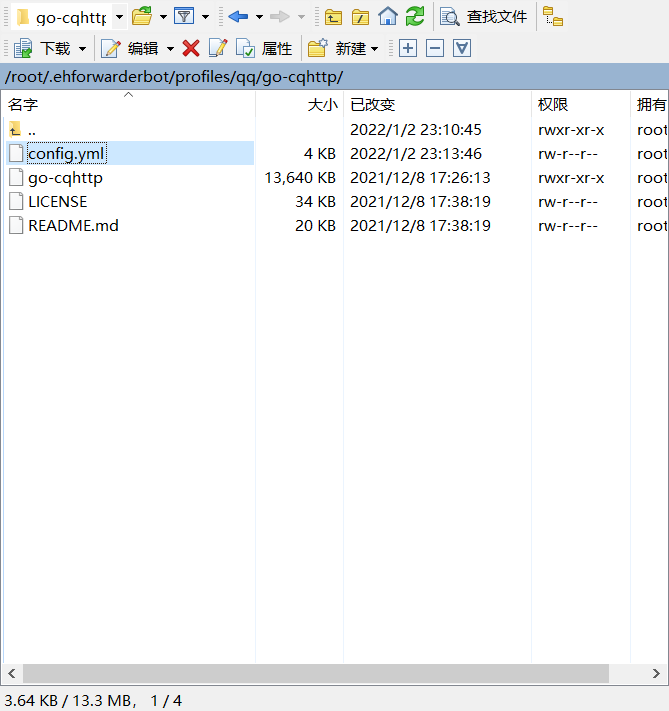 go-cqhttp 查找文件
下载 编辑 属性 新建
/root/.ehforwarderbot/profiles/qq/go-cqhttp/
名字 大小 已改变 权限 拥有
.. 2022/1/2 23:10:45 rwxr-xr-x root
config.yml 4 KB 2022/1/2 23:13:46 rw-r--r-- root
go-cqhttp 13,640 KB 2021/12/8 17:26:13 rwxr-xr-x root
LICENSE 34 KB 2021/12/8 17:38:19 rw-r--r-- root
README.md 20 KB 2021/12/8 17:38:19 rw-r--r-- root
3.64 KB / 13.3 MB， 1 / 4